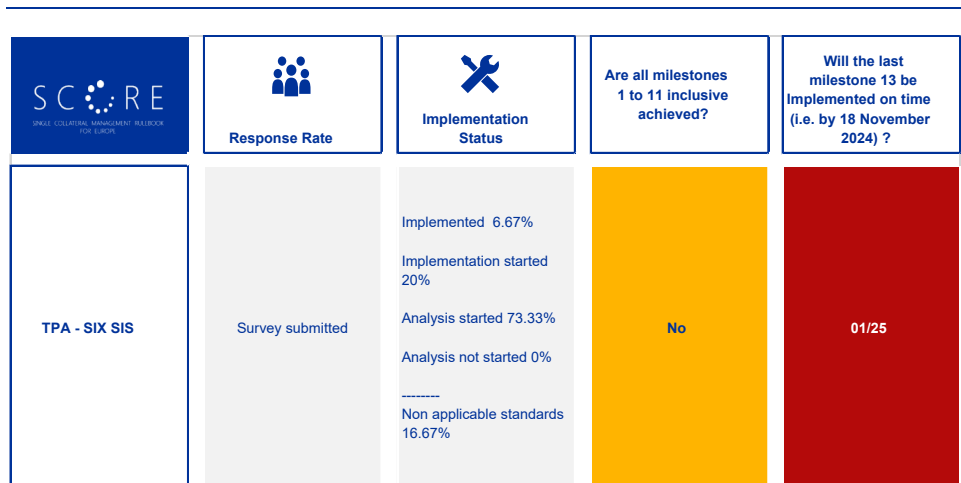 SCORE
SINGLE COLLATERAL MANAGEMENT RULEBOOK
FOR EUROPE
Response Rate
Implementation
Status
Are all milestones
1 to 11 inclusive
achieved?
Will the last
milestone 13 be
Implemented on time
(i.e. by 18 November
2024) ?
TPA - SIX SIS
Survey submitted
Implemented 6.67%
Implementation started
20%
Analysis started 73.33%
Analysis not started 0%
--------
Non applicable standards
16.67%
No
01/25